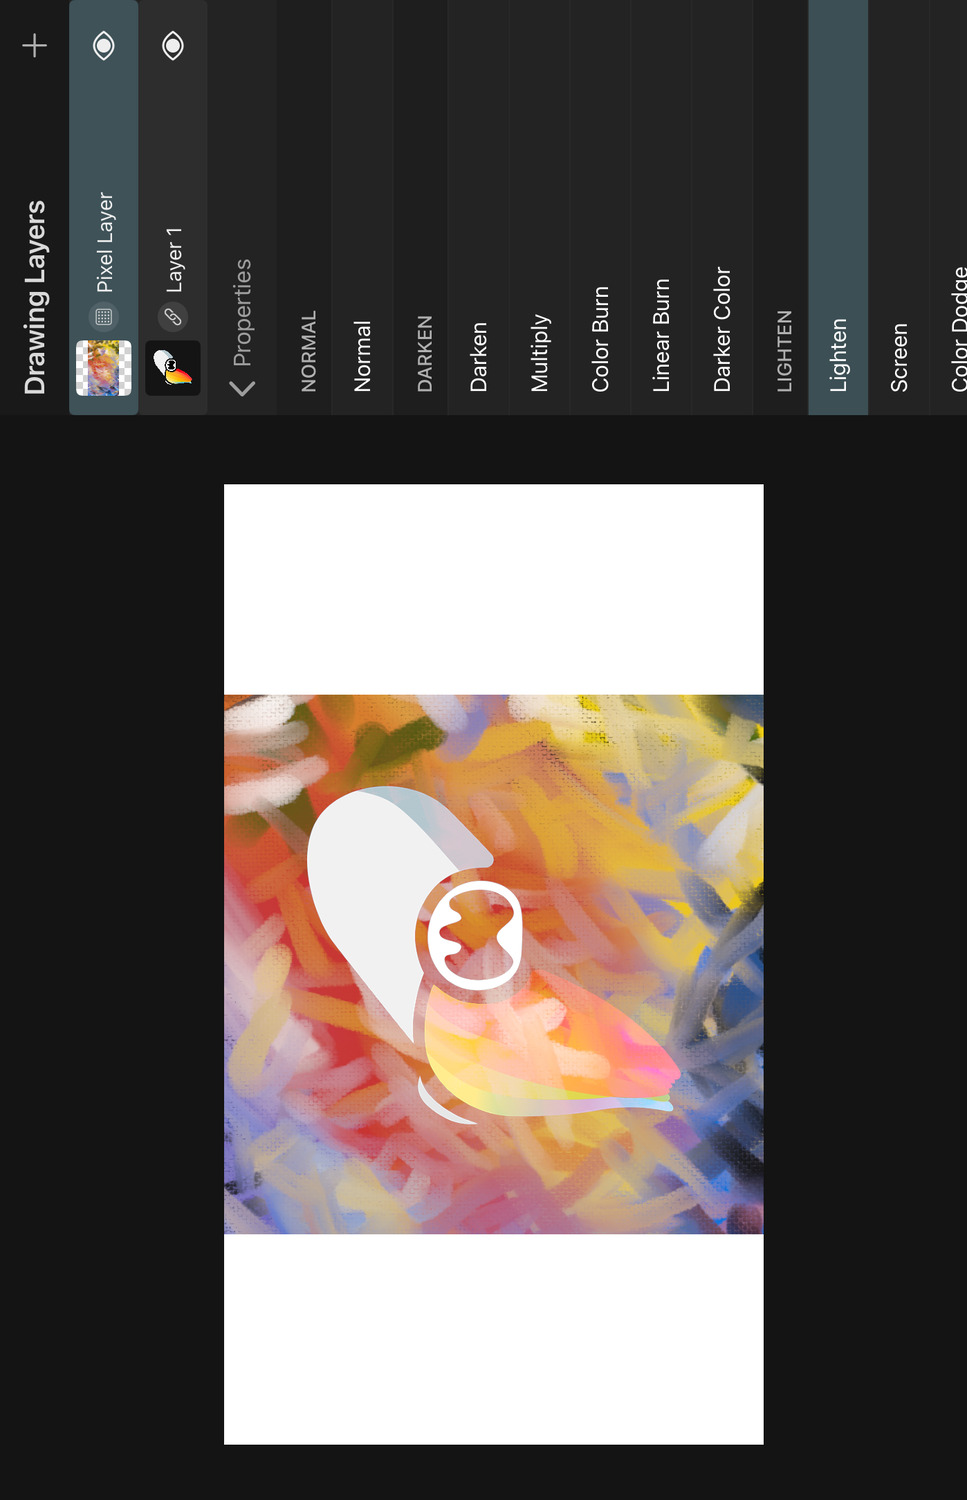 Drawing Layers
Pixel Layer
Layer 1
Properties
NORMAL
Normal
DARKEN
Darken
Multiply
Color Burn
Linear Burn
Darker Color
LIGHTEN
Lighten
Screen
Color Dodge